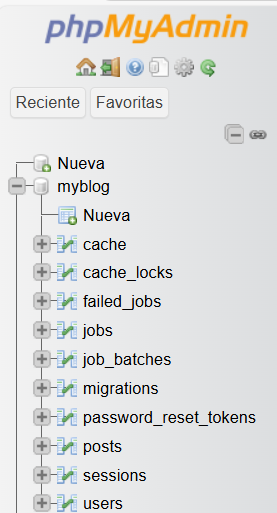 phpMyAdmin
Reciente Favoritas
Nueva
myblog
Nueva
cache
cache_locks
failed_jobs
jobs
job_batches
migrations
password_reset_tokens
posts
sessions
users